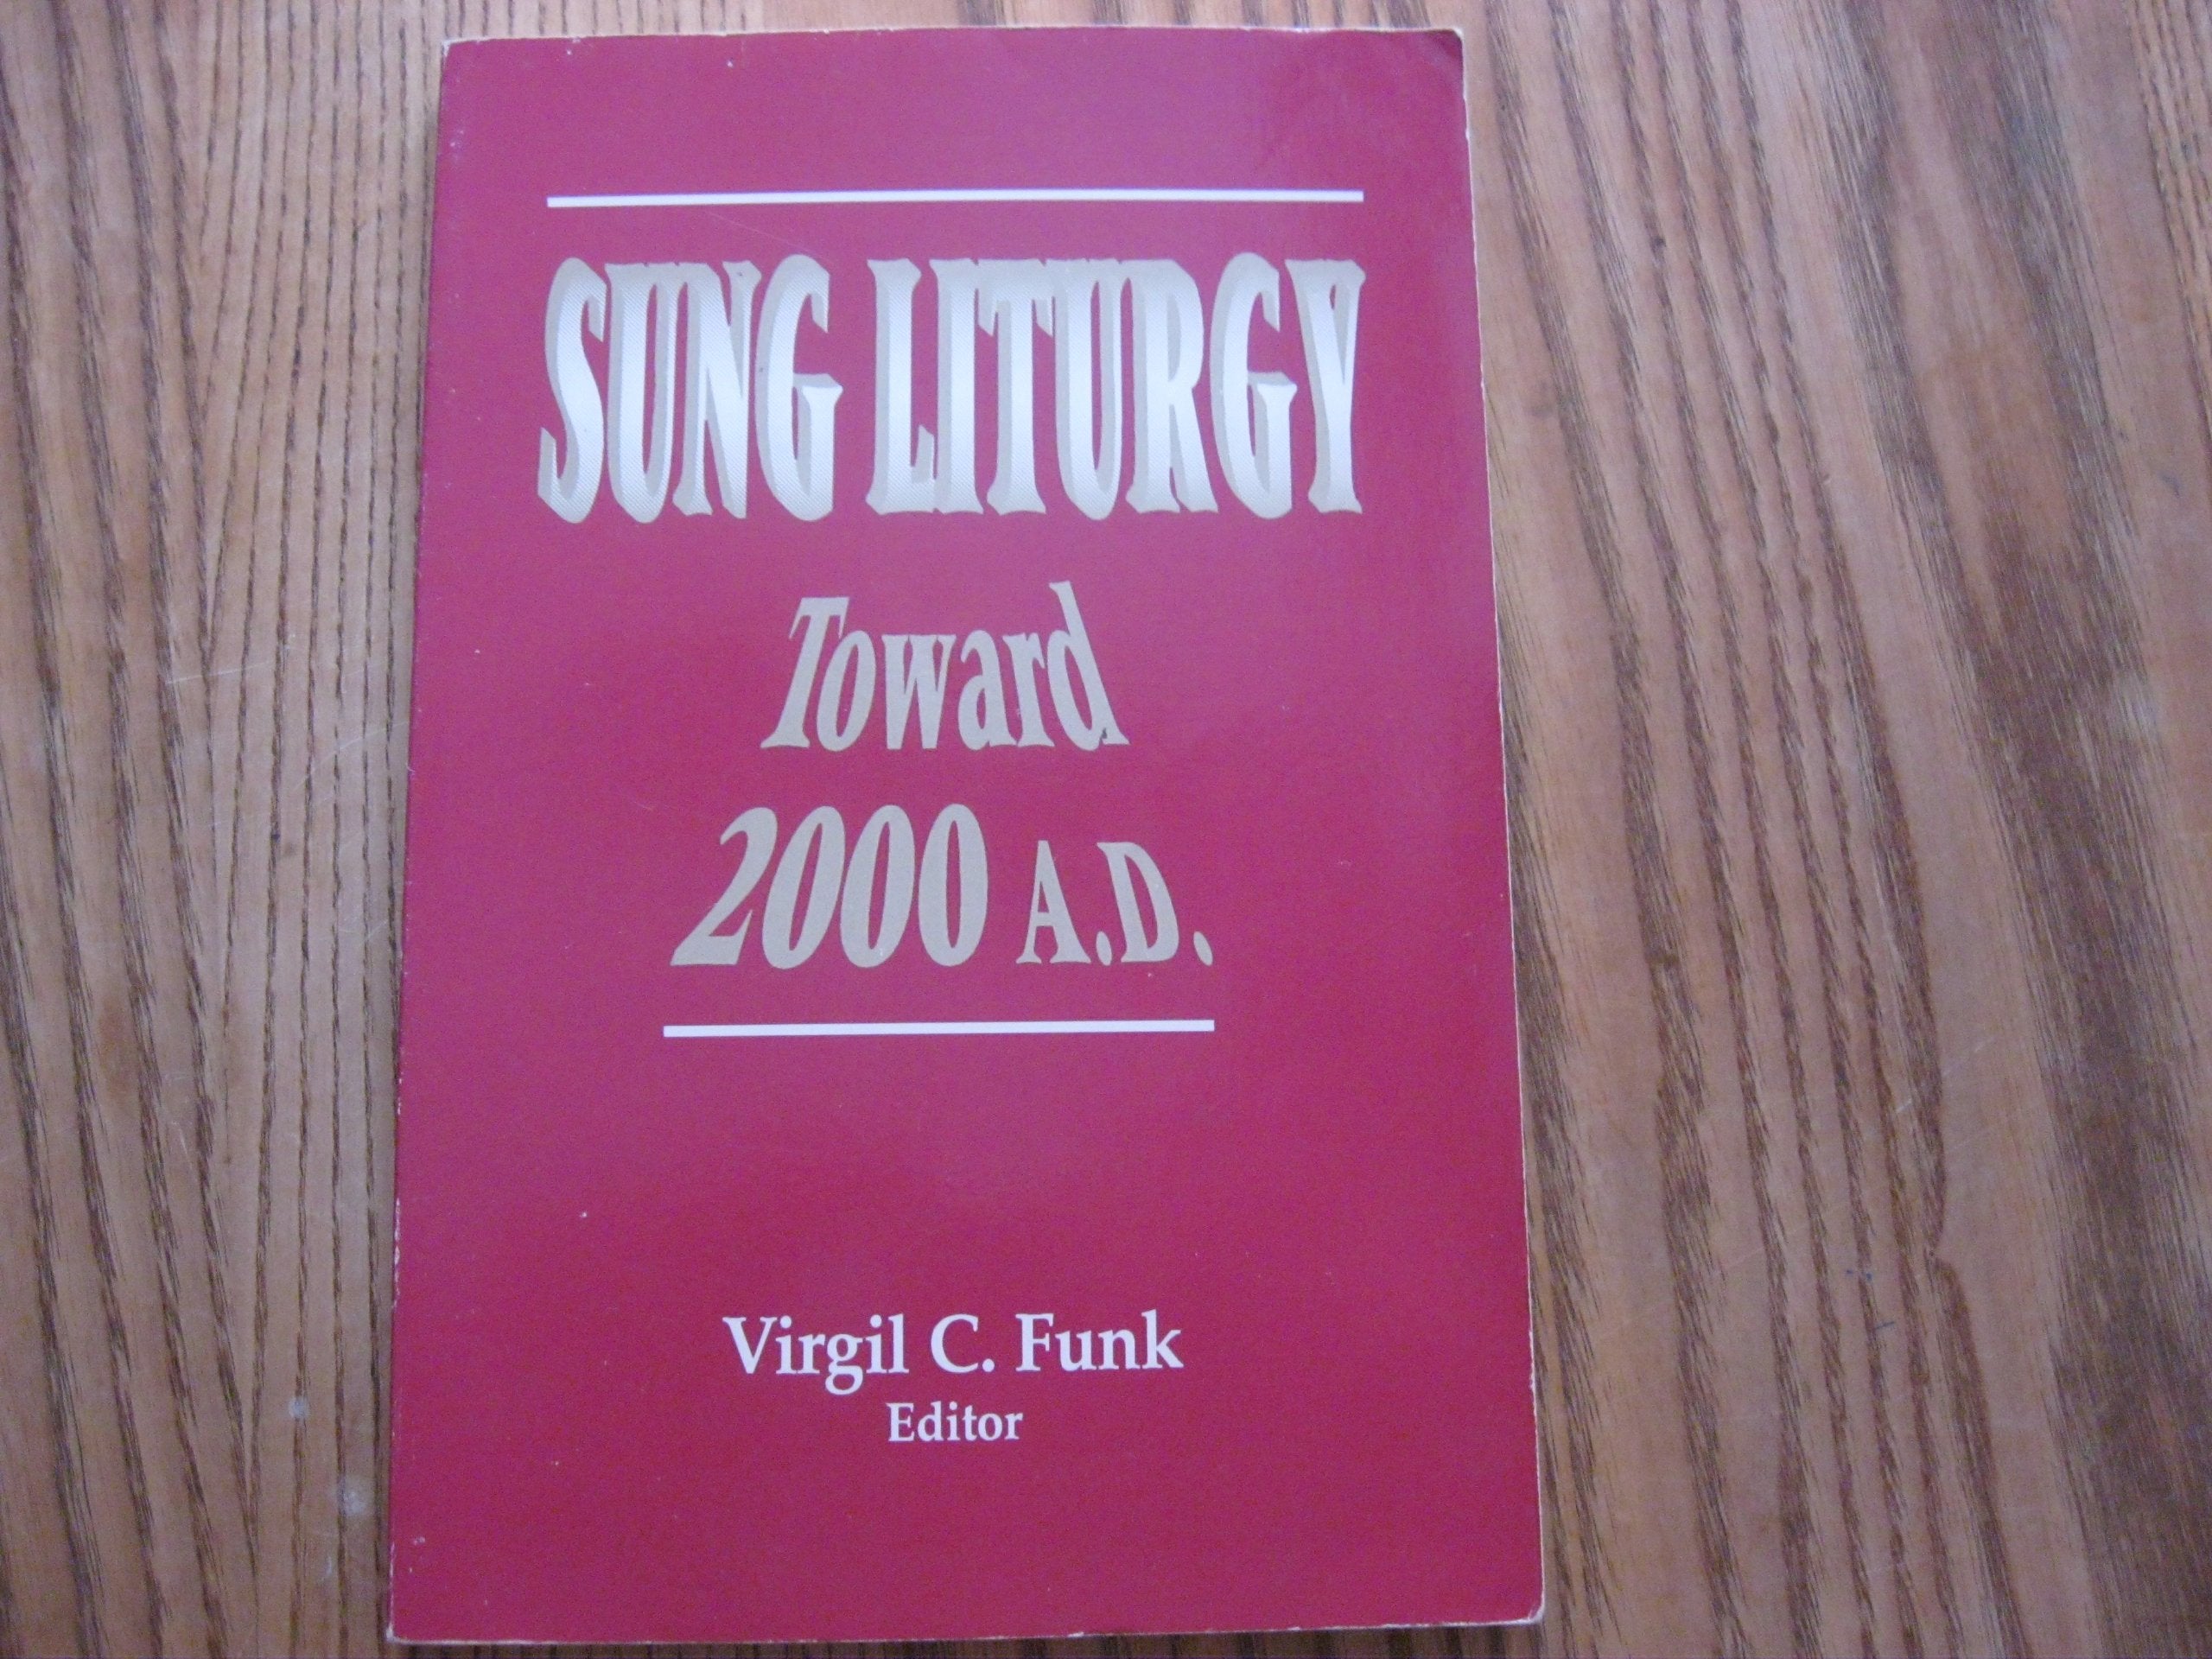 SUNG LITURGY
Toward
2000 A.D.
Virgil C. Funk
Editor